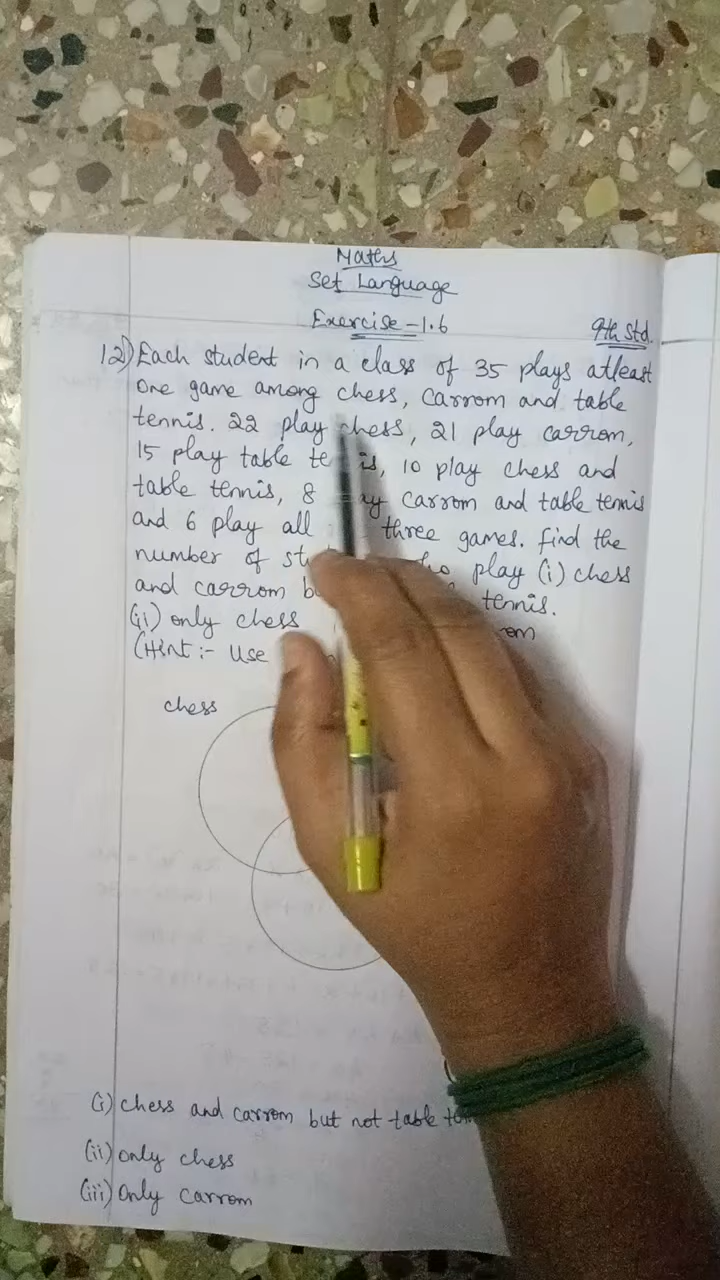 Maths
Set Language
Exercise - 1.6
9th std.
12) Each student in a class of 35 plays atleast
one game among chess, carrom and table
tennis. 22 play chess, 21 play carrom,
15 play table te is, 10 play chess and
table tennis, 8 ay carrom and table tennis
and 6 play all three games. find the
number of st play (i) chess
and carrom b tennis.
(ii) only chess om
(Hint :- Use
chess
(i) chess and carrom but not table
(ii) only chess
(iii) Only carrom